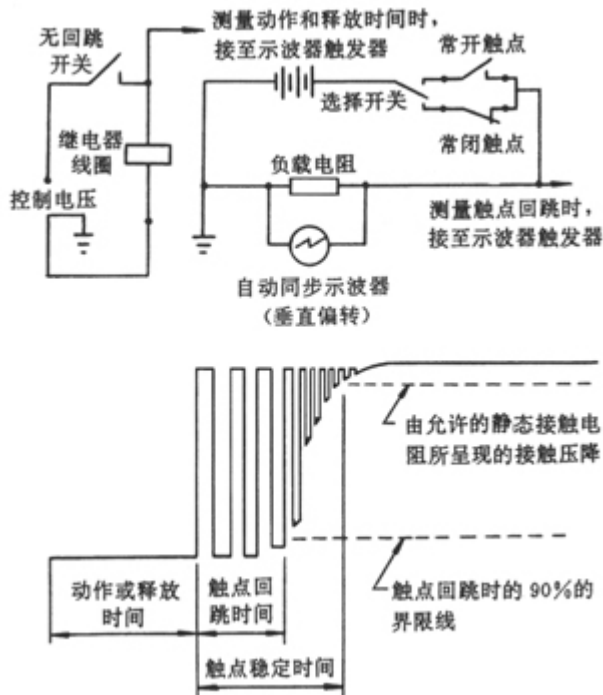 测量动作和释放时间时，
接至示波器触发器
无回跳
开关
常开触点
选择开关
继电器
线圈
常闭触点
负载电阻
控制电压
测量触点回跳时，
接至示波器触发器
自动同步示波器
（垂直偏转）
由允许的静态接触电
阻所呈现的接触压降
动作或释放
时间
触点回
跳时间
触点回跳时的90%的
界限线
触点稳定时间